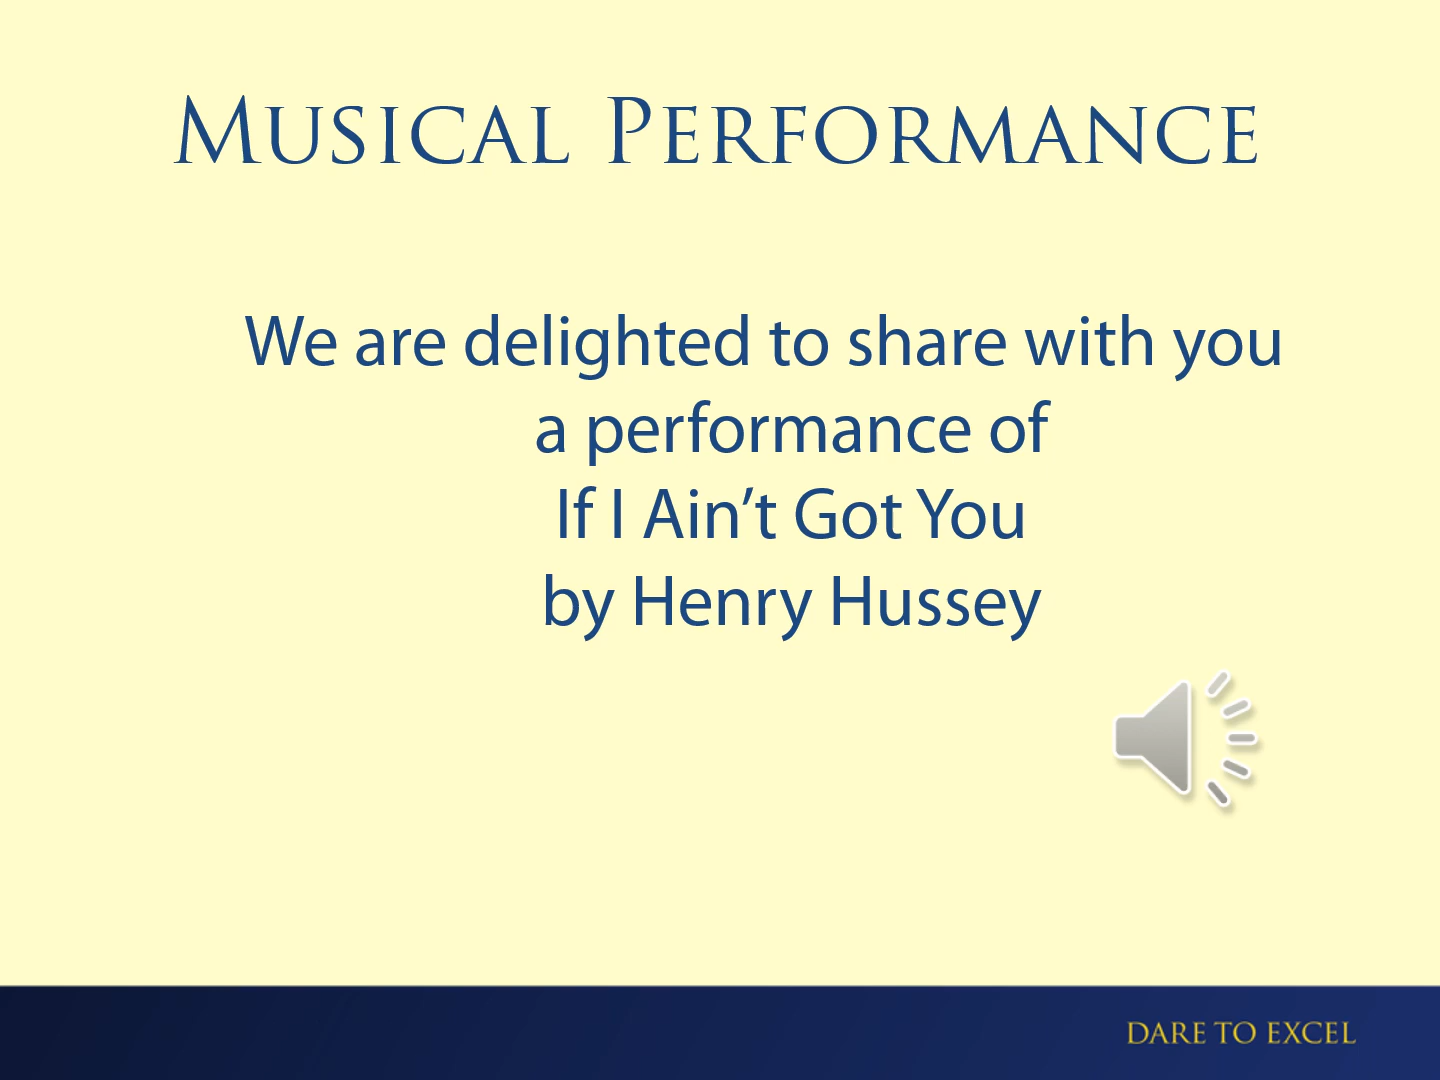 Musical Performance
We are delighted to share with you
a performance of
If I Ain’t Got You
by Henry Hussey
DARE TO EXCEL